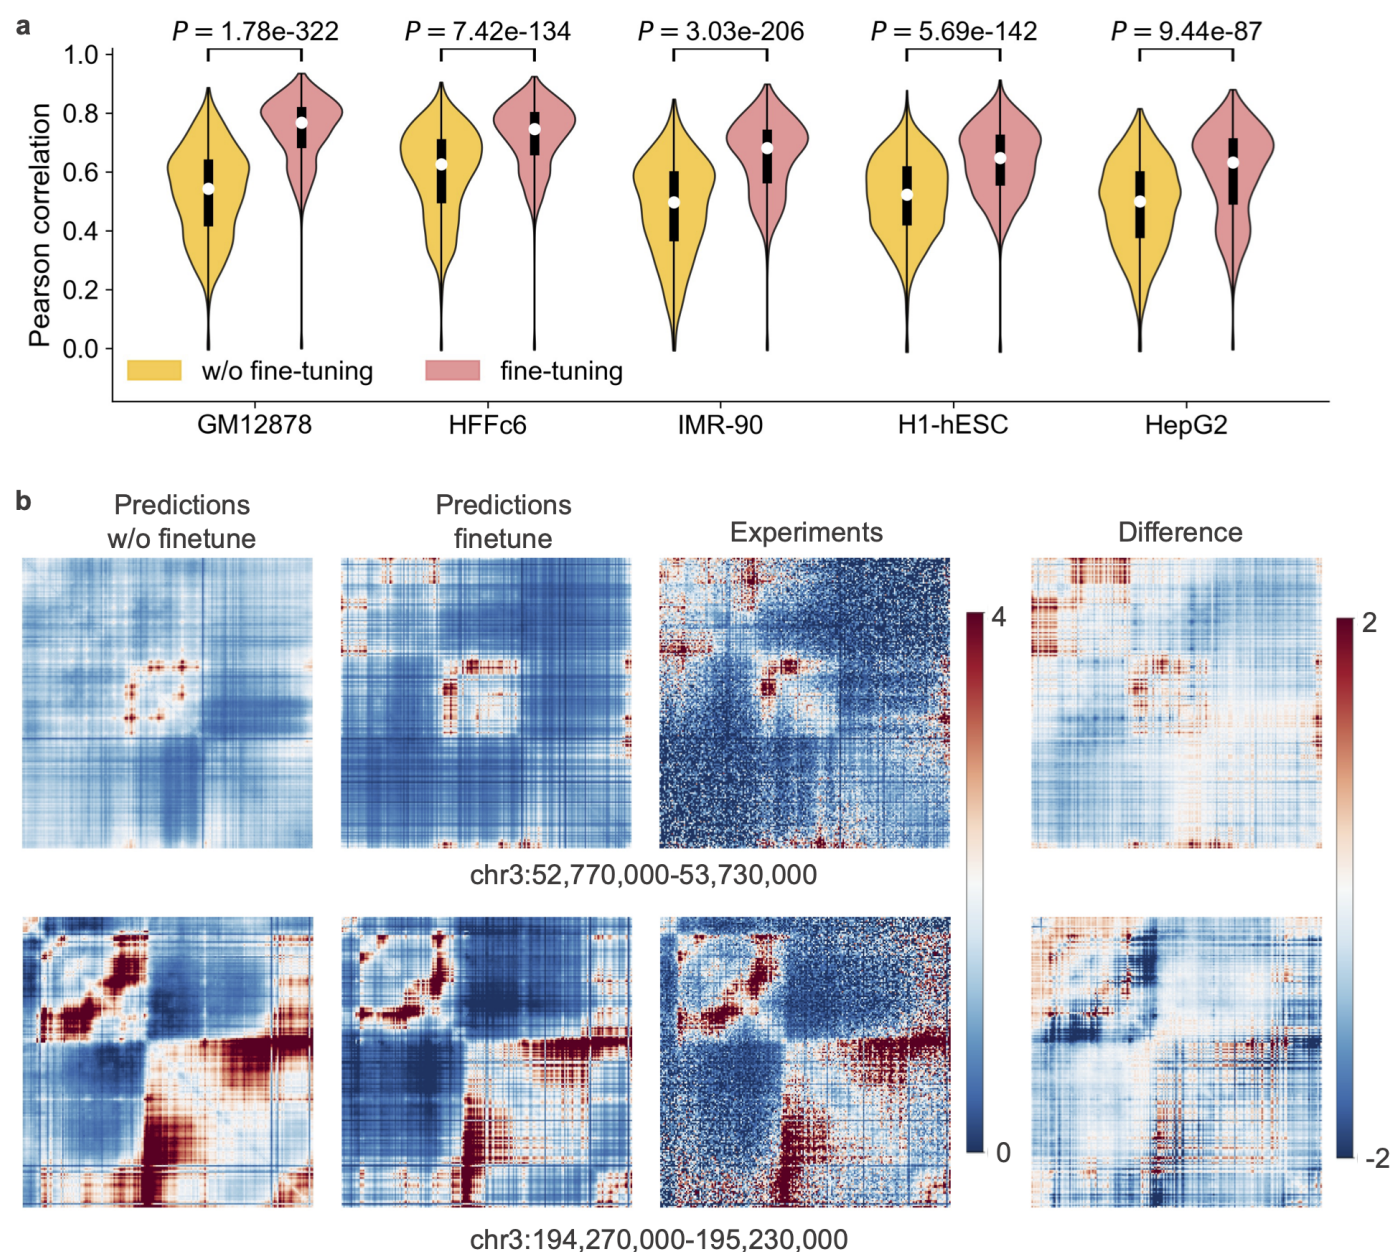 a
P = 1.78e-322 P = 7.42e-134 P = 3.03e-206 P = 5.69e-142 P = 9.44e-87
1.0
0.8
0.6
0.4
0.2
0.0
Pearson correlation
w/o fine-tuning fine-tuning
GM12878 HFFc6 IMR-90 H1-hESC HepG2
b
Predictions
w/o finetune
Predictions
finetune
Experiments
Difference
4
0
2
-2
chr3:52,770,000-53,730,000
chr3:194,270,000-195,230,000